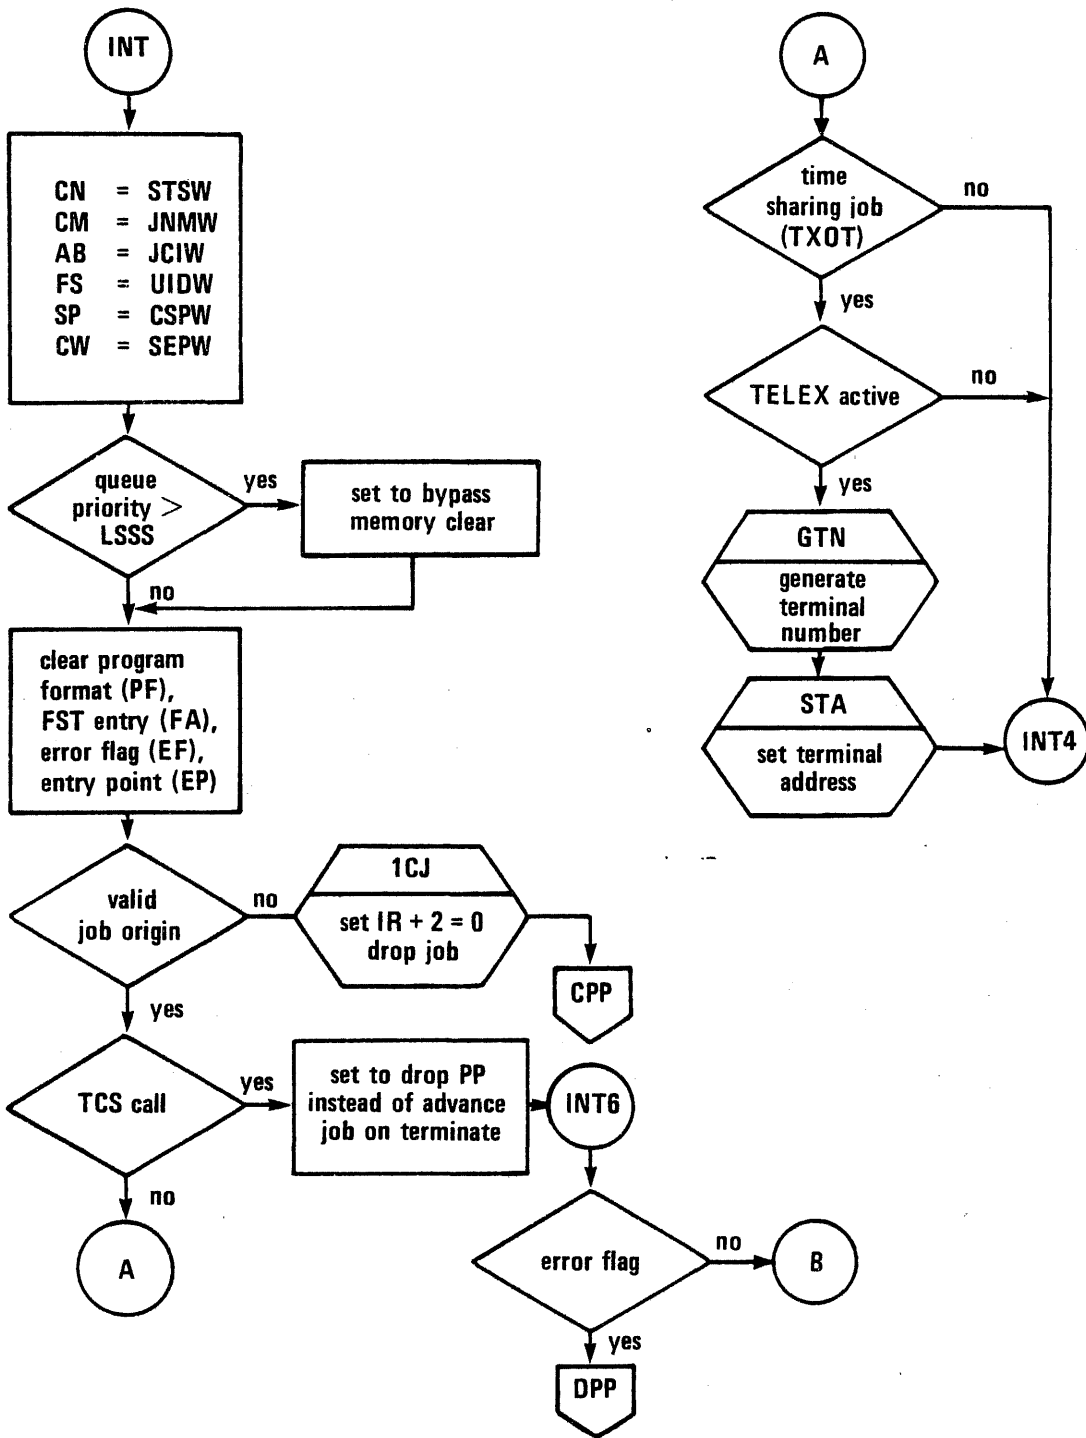 INT
CN = STSW
CM = JNMW
AB = JCIW
FS = UIDW
SP = CSPW
CW = SEPW
queue
priority >
LSSS
yes
set to bypass
memory clear
no
clear program
format (PF),
FST entry (FA),
error flag (EF),
entry point (EP)
valid
job origin
no
1CJ
set IR + 2 = 0
drop job
CPP
yes
TCS call
yes
set to drop PP
instead of advance
job on terminate
INT6
no
A
error flag
no
B
yes
DPP
A
time
sharing job
(TXOT)
no
yes
TELEX active
no
yes
GTN
generate
terminal
number
STA
set terminal
address
INT4